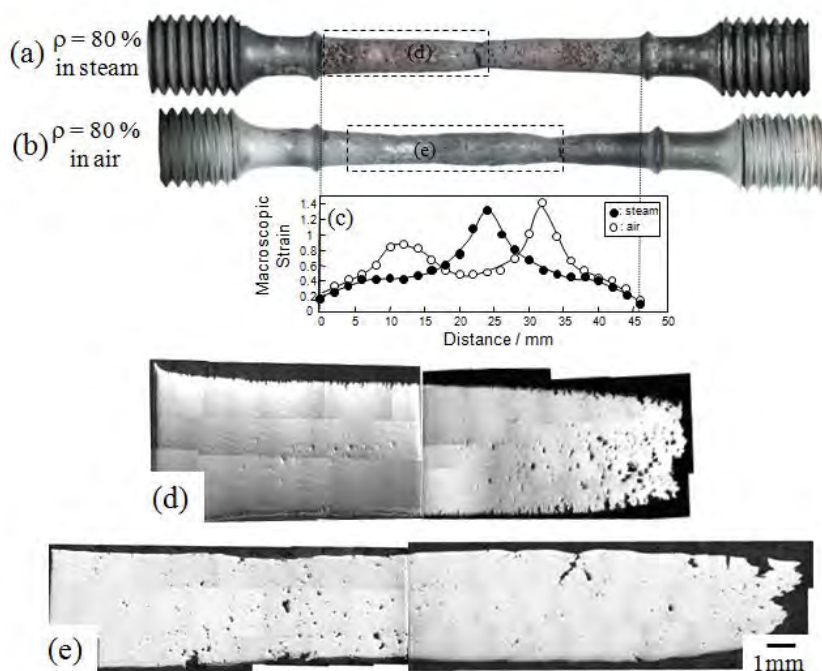 (a) ρ = 80 %
in steam
(d)
(b) ρ = 80 %
in air
(e)
(c)
● : steam
○ : air
Macroscopic
Strain
1.4
1.2
1
0.8
0.6
0.4
0.2
0 5 10 15 20 25 30 35 40 45 50
Distance / mm
(d)
(e)
1mm